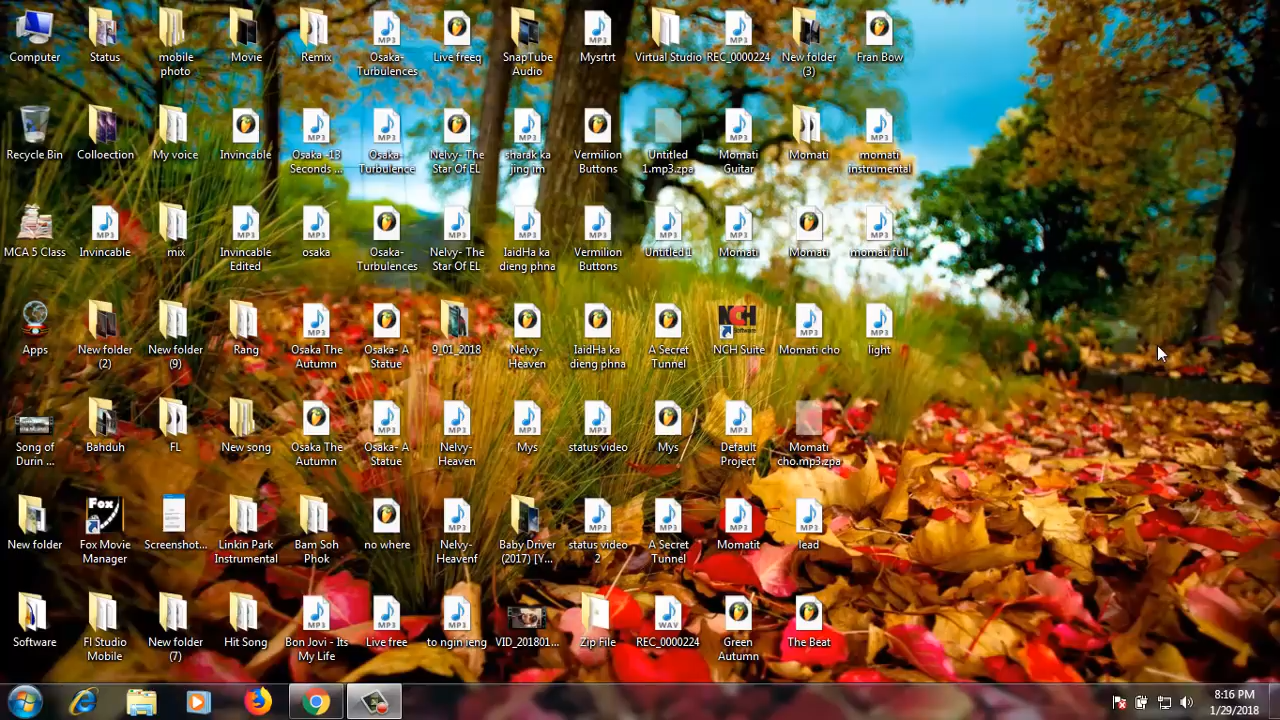 Computer
Status
mobile
photo
Movie
Remix
Osaka-
Turbulences
Live freeq
SnapTube
Audio
Mysrtrt
Virtual Studio
REC_0000224
New folder
(3)
Fran Bow
Recycle Bin
Colloection
My voice
Invincable
Osaka -13
Seconds ...
Osaka-
Turbulence
Nelvy- The
Star Of EL
sharak ka
jing im
Vermilion
Buttons
Untitled
1.mp3.zpa
Momati
Guitar
Momati
momati
instrumental
MCA 5 Class
Invincable
mix
Invincable
Edited
osaka
Osaka-
Turbulences
Nelvy- The
Star Of EL
IaidHa ka
dieng phna
Vermilion
Buttons
Untitled 1
Momati
Momati
momati full
Apps
New folder
(2)
New folder
(9)
Rang
Osaka The
Autumn
Osaka- A
Statue
9_01_2018
Nelvy-
Heaven
IaidHa ka
dieng phna
A Secret
Tunnel
NCH Software
NCH Suite
Momati cho
light
Song of
Durin ...
Bahduh
FL
New song
Osaka The
Autumn
Osaka- A
Statue
Nelvy-
Heaven
Mys
status video
Mys
Default
Project
Momati
cho.mp3.zpa
New folder
Fox
Fox Movie
Manager
Screenshot...
Linkin Park
Instrumental
Bam Soh
Phok
no where
Nelvy-
Heavenf
Baby Driver
(2017) [Y...
status video
2
A Secret
Tunnel
Momatit
lead
Software
Fl Studio
Mobile
New folder
(7)
Hit Song
Bon Jovi - Its
My Life
Live free
to ngin ieng
VID_201801...
Zip File
REC_0000224
Green
Autumn
The Beat
8:16 PM
1/29/2018